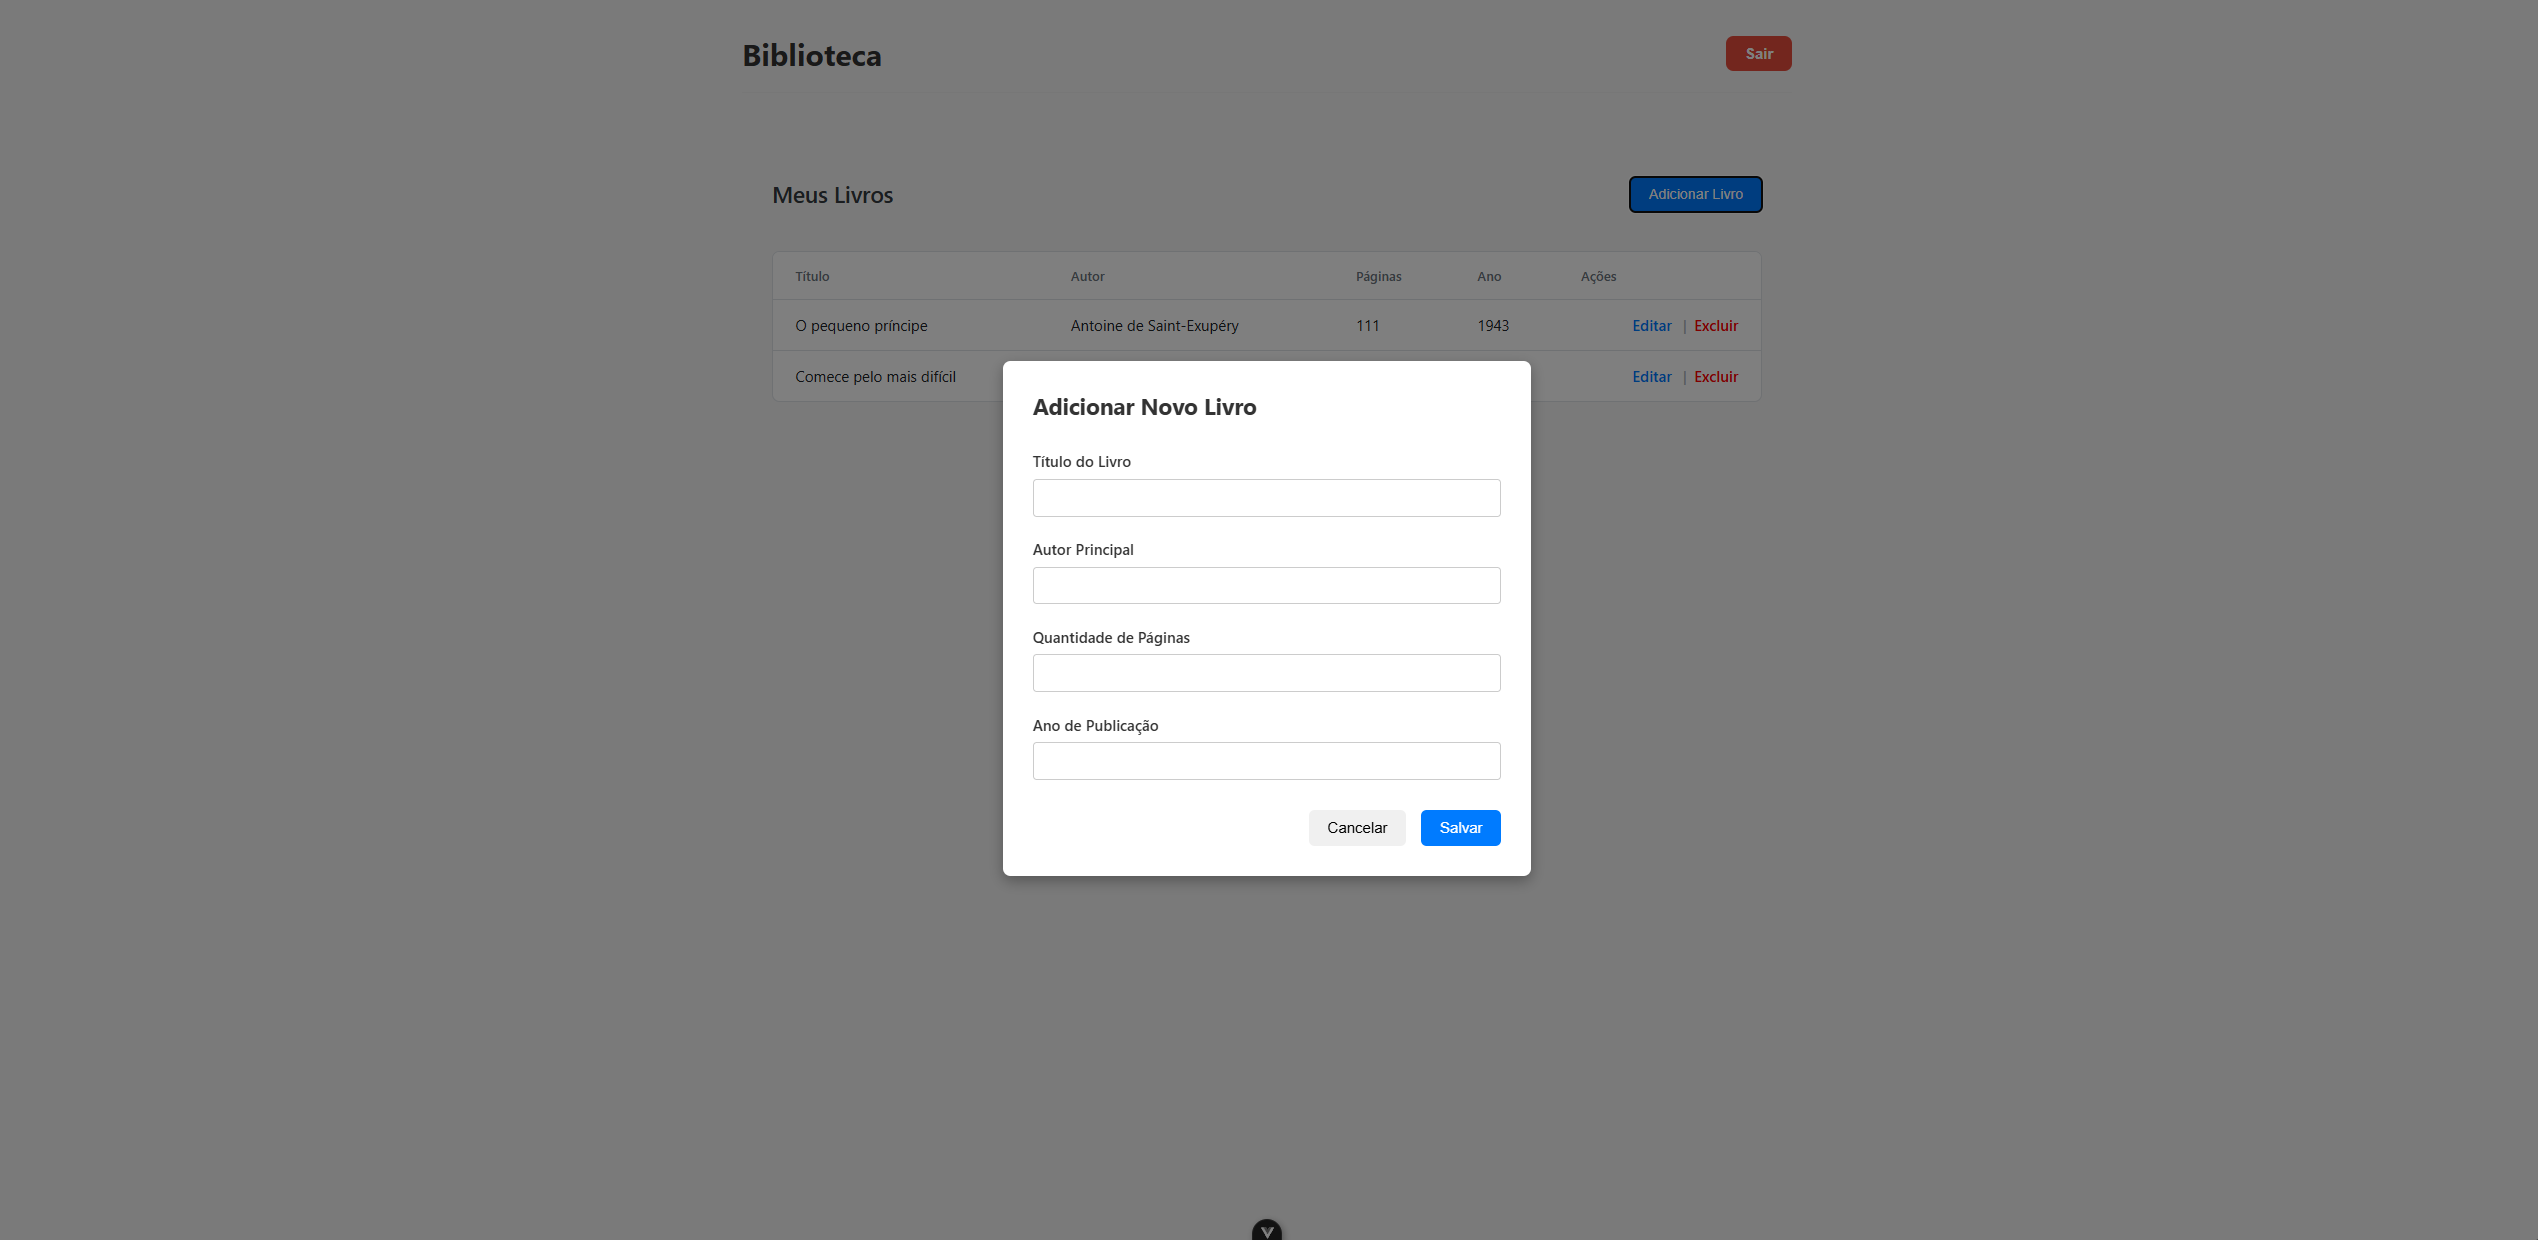 Biblioteca
Sair
Meus Livros
Adicionar Livro
Título Autor Páginas Ano Ações
O pequeno príncipe Antoine de Saint-Exupéry 111 1943 Editar | Excluir
Comece pelo mais difícil Editar | Excluir
Adicionar Novo Livro
Título do Livro
Autor Principal
Quantidade de Páginas
Ano de Publicação
Cancelar Salvar